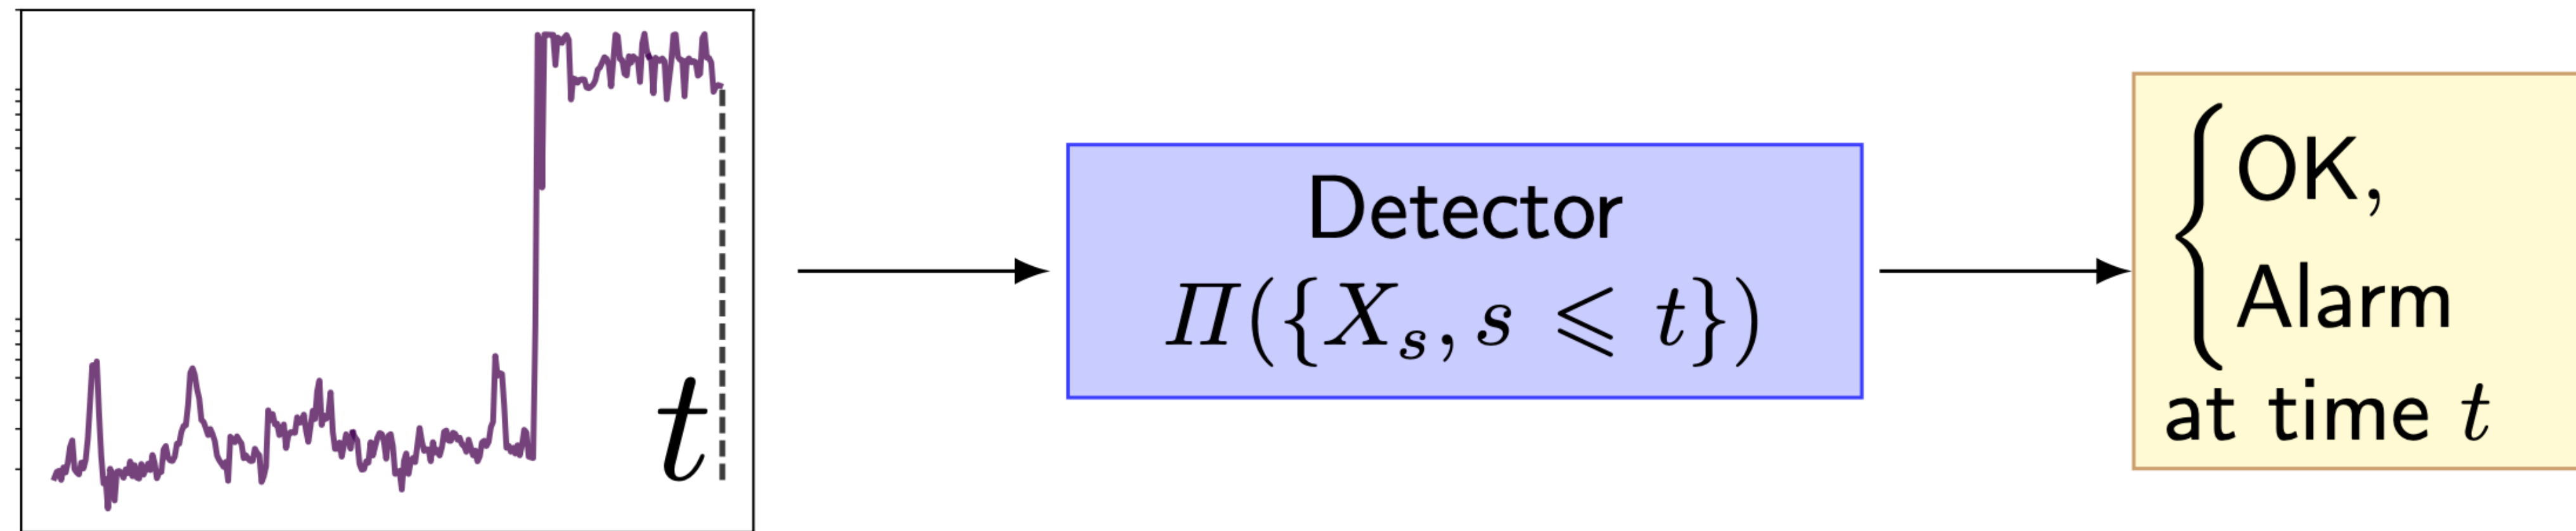 t
Detector
Π({X_s, s ⩽ t})
OK,
Alarm
at time t